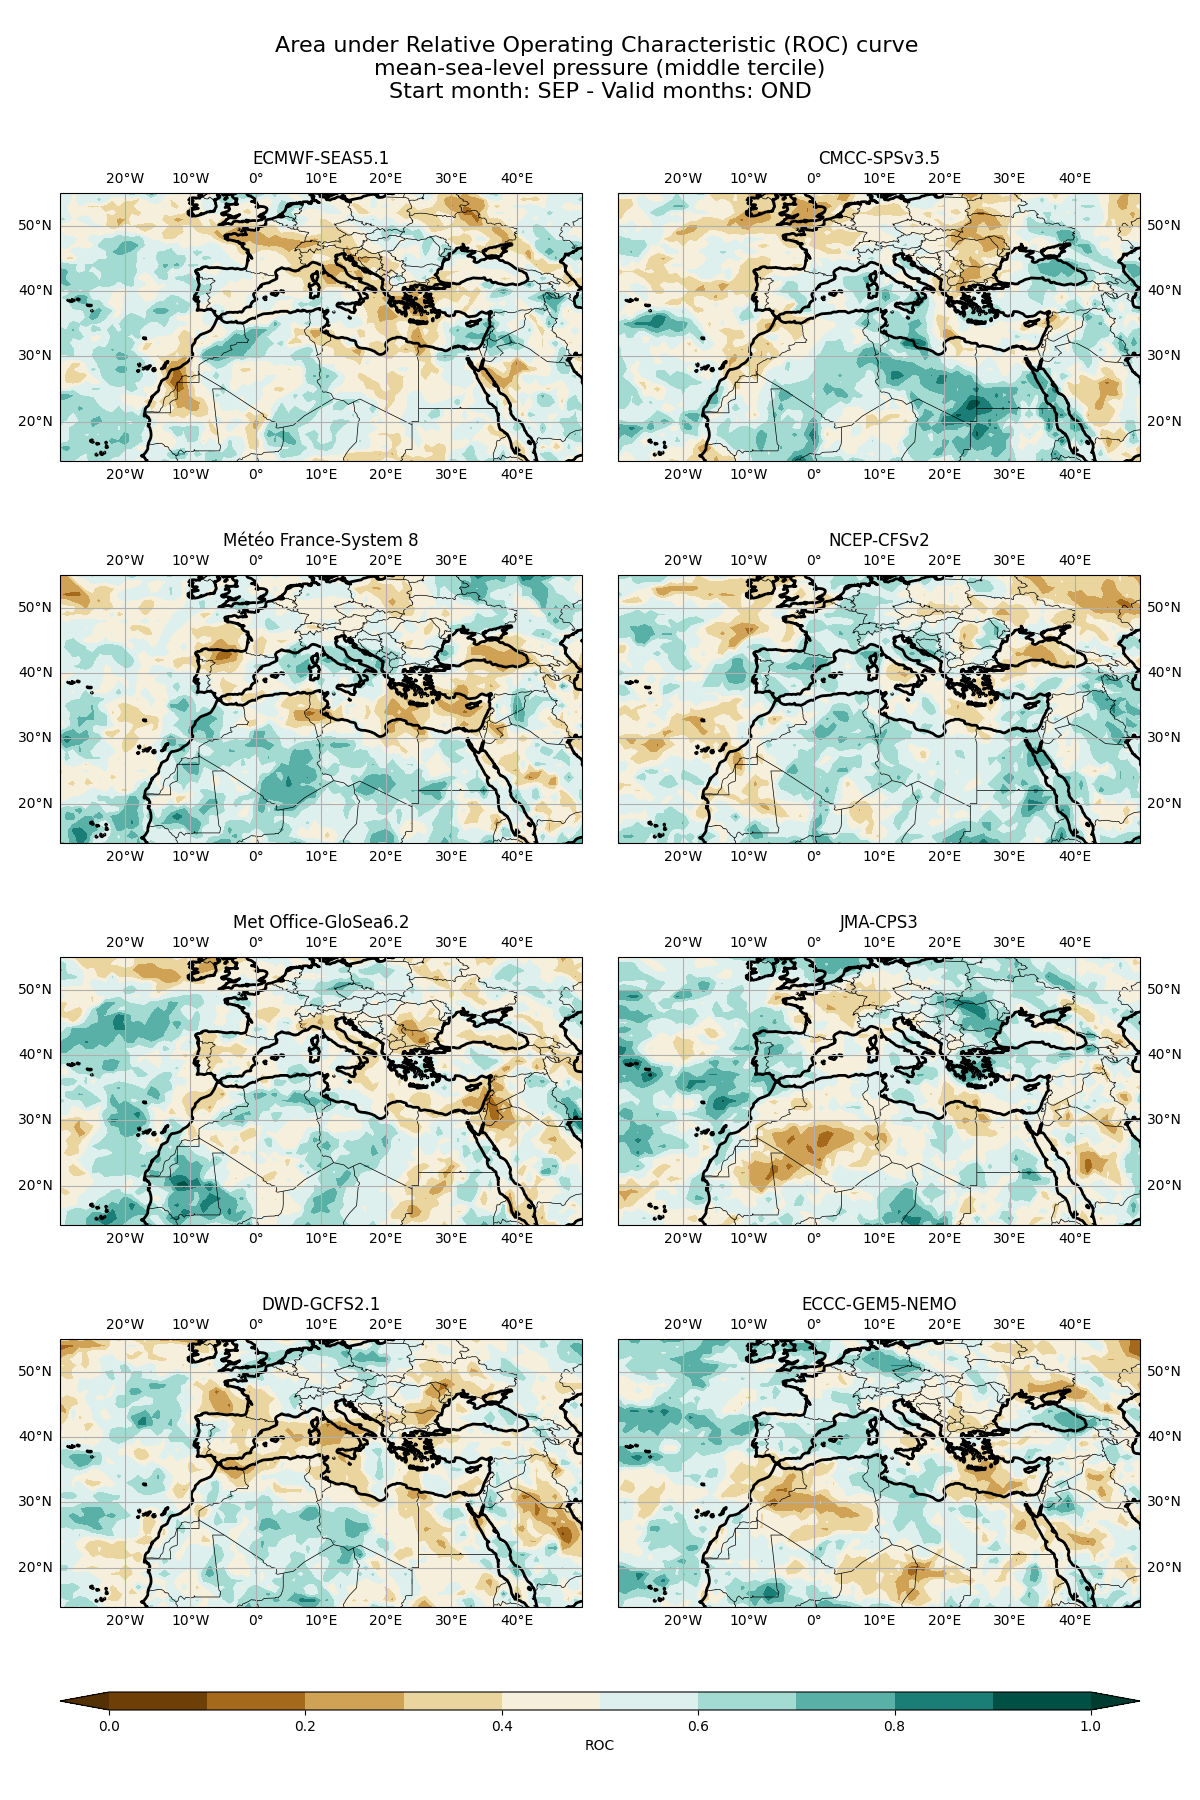 Area under Relative Operating Characteristic (ROC) curve
mean-sea-level pressure (middle tercile)
Start month: SEP - Valid months: OND
ECMWF-SEAS5.1
CMCC-SPSv3.5
20°W 10°W 0° 10°E 20°E 30°E 40°E
20°W 10°W 0° 10°E 20°E 30°E 40°E
50°N
50°N
40°N
40°N
30°N
30°N
20°N
20°N
20°W 10°W 0° 10°E 20°E 30°E 40°E
20°W 10°W 0° 10°E 20°E 30°E 40°E
Météo France-System 8
NCEP-CFSv2
20°W 10°W 0° 10°E 20°E 30°E 40°E
20°W 10°W 0° 10°E 20°E 30°E 40°E
50°N
50°N
40°N
40°N
30°N
30°N
20°N
20°N
20°W 10°W 0° 10°E 20°E 30°E 40°E
20°W 10°W 0° 10°E 20°E 30°E 40°E
Met Office-GloSea6.2
JMA-CPS3
20°W 10°W 0° 10°E 20°E 30°E 40°E
20°W 10°W 0° 10°E 20°E 30°E 40°E
50°N
50°N
40°N
40°N
30°N
30°N
20°N
20°N
20°W 10°W 0° 10°E 20°E 30°E 40°E
20°W 10°W 0° 10°E 20°E 30°E 40°E
DWD-GCFS2.1
ECCC-GEM5-NEMO
20°W 10°W 0° 10°E 20°E 30°E 40°E
20°W 10°W 0° 10°E 20°E 30°E 40°E
50°N
50°N
40°N
40°N
30°N
30°N
20°N
20°N
20°W 10°W 0° 10°E 20°E 30°E 40°E
20°W 10°W 0° 10°E 20°E 30°E 40°E
0.0 0.2 0.4 0.6 0.8 1.0
ROC